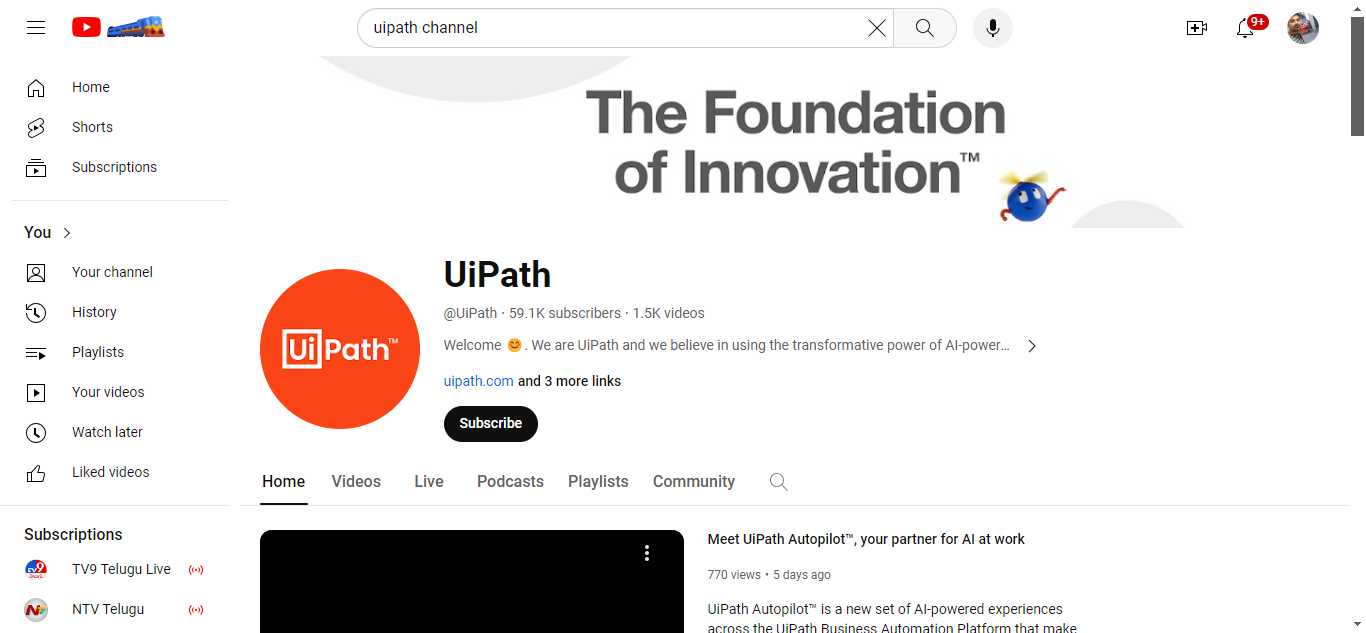 uipath channel
9+
Home
Shorts
Subscriptions
You
Your channel
History
Playlists
Your videos
Watch later
Liked videos
Subscriptions
TV9 Telugu Live
NTV Telugu
The Foundation
of Innovation™
UiPath™
UiPath
@UiPath · 59.1K subscribers · 1.5K videos
Welcome 😊. We are UiPath and we believe in using the transformative power of AI-power...
uipath.com and 3 more links
Subscribe
Home Videos Live Podcasts Playlists Community
Meet UiPath Autopilot™, your partner for AI at work
770 views • 5 days ago
UiPath Autopilot™ is a new set of AI-powered experiences
across the UiPath Business Automation Platform that make